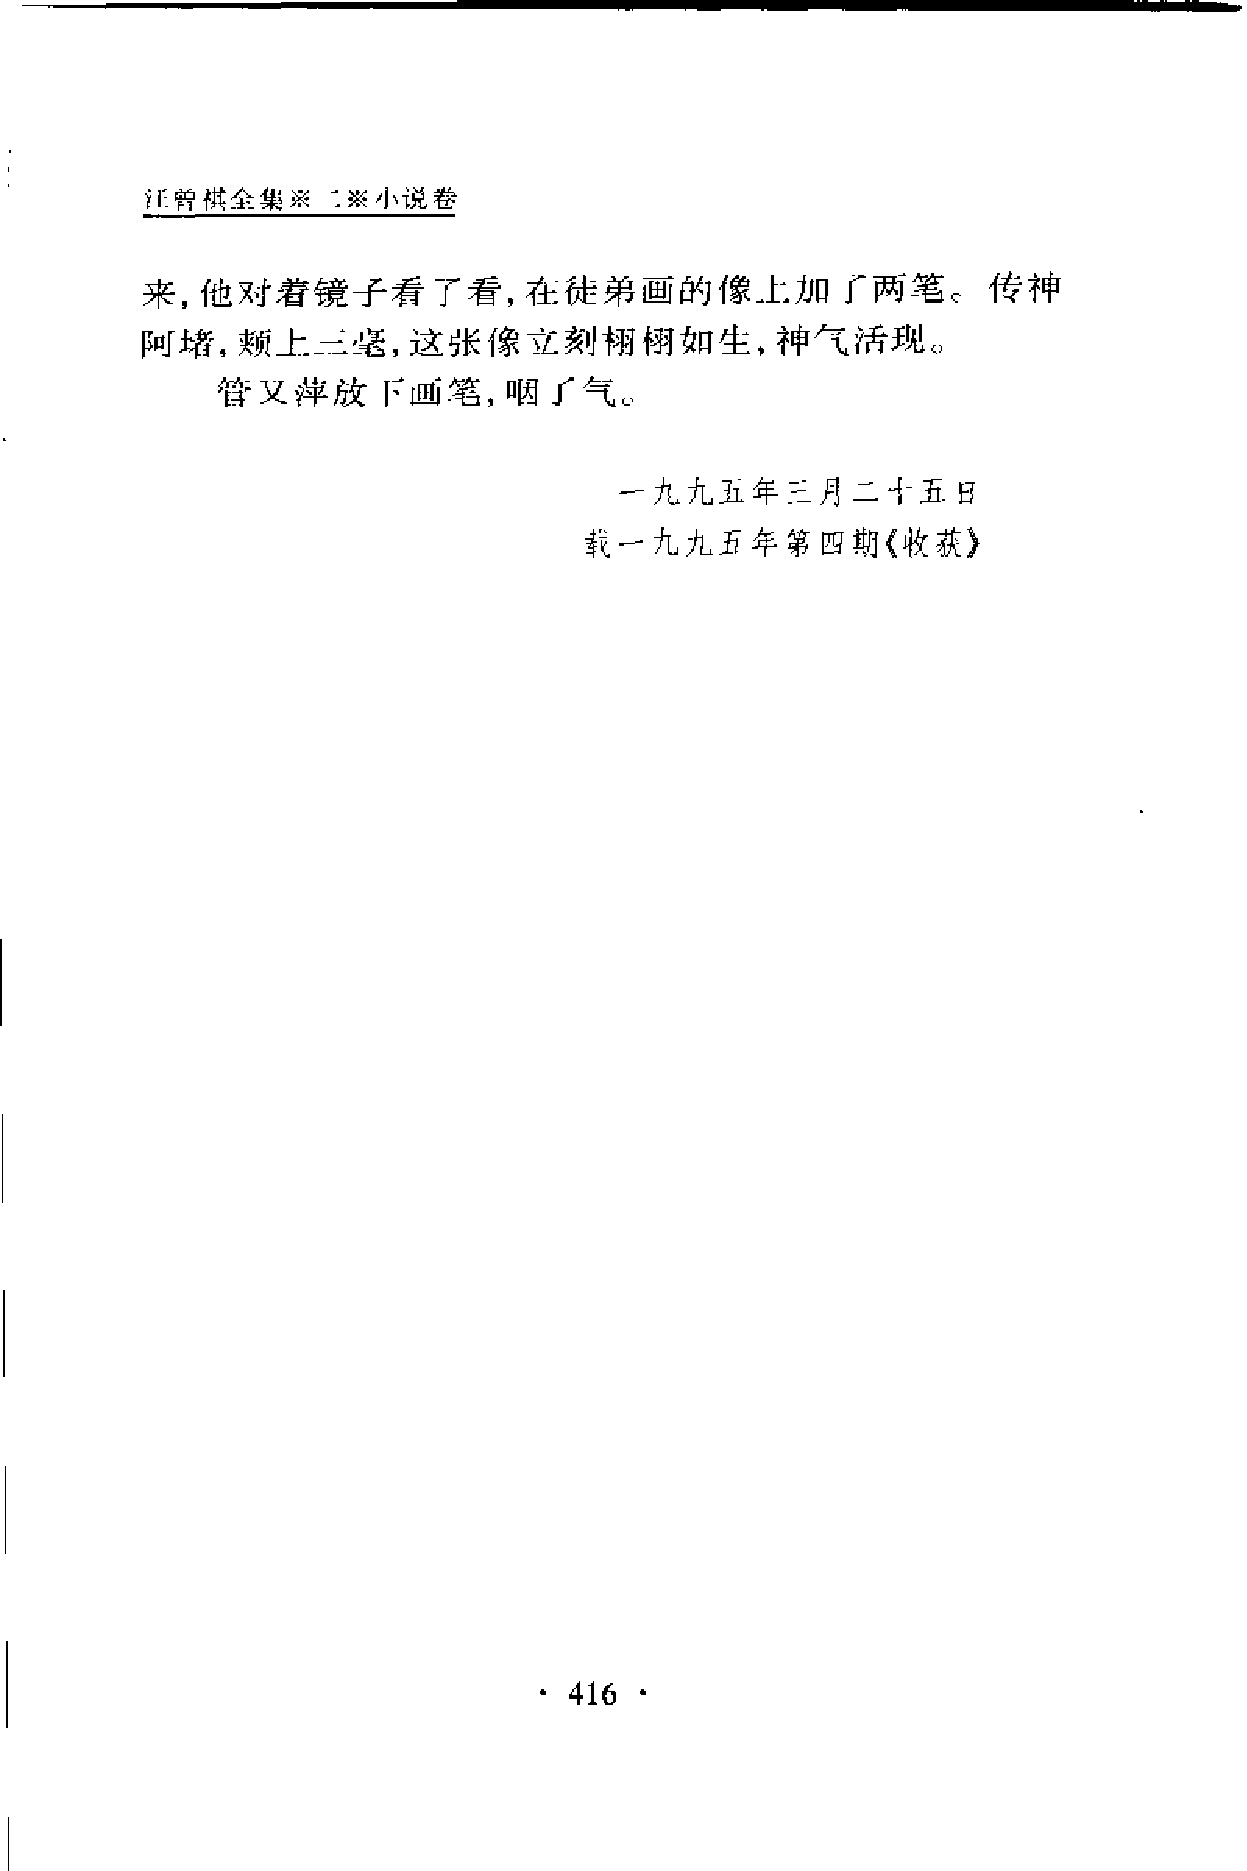 汪曾祺全集※二※小说卷
来,他对着镜子看了看,在徒弟画的像上加了两笔。传神
阿堵,颊上三毫,这张像立刻栩栩如生,神气活现。
管又萍放下画笔,咽了气。
一九九五年三月二十五日
载一九九五年第四期《收获》
· 416 ·